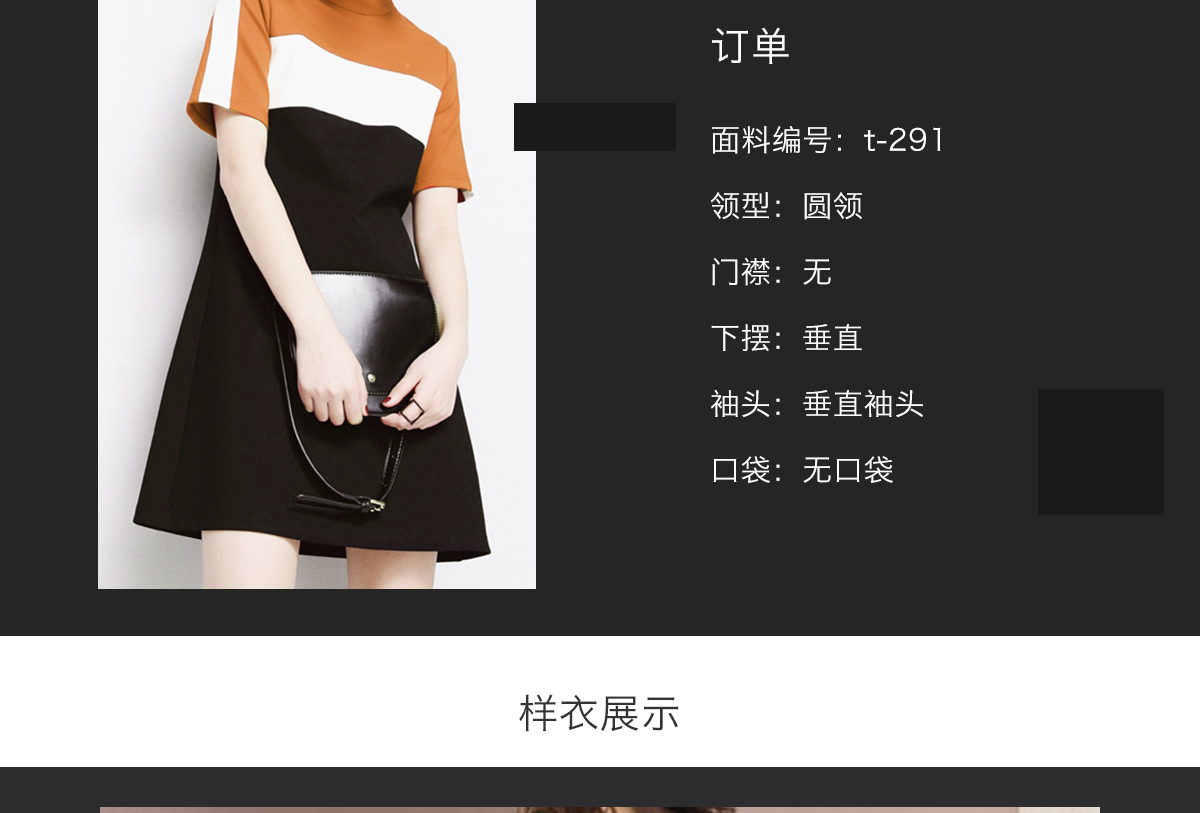 订单
面料编号：t-291
领型：圆领
门襟：无
下摆：垂直
袖头：垂直袖头
口袋：无口袋
样衣展示